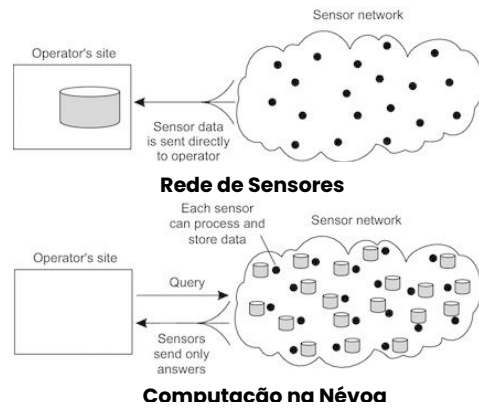 Sensor network
Operator's site
Sensor data
is sent directly
to operator
Rede de Sensores
Each sensor
can process and
store data
Sensor network
Operator's site
Query
Sensors
send only
answers
Computação na Névoa